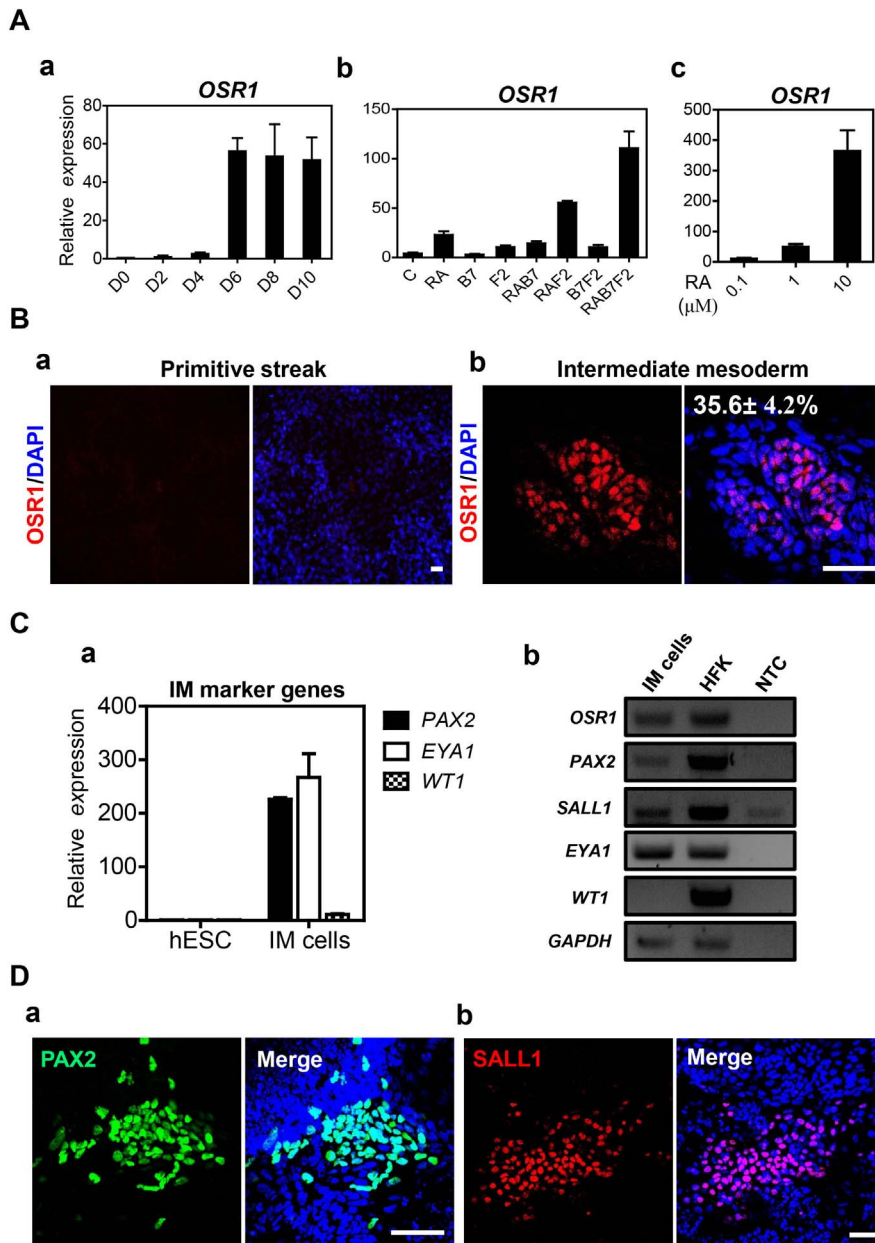 A
a
OSR1
Relative expression
80
60
40
20
0
D0 D2 D4 D6 D8 D10
b
OSR1
150
100
50
0
C RA B7 F2 RAB7 RAF2 B7F2 RAB7F2
c
OSR1
500
400
300
200
100
0
RA
(μM)
0.1 1 10
B
a
Primitive streak
OSR1/DAPI
b
Intermediate mesoderm
OSR1/DAPI
35.6± 4.2%
C
a
IM marker genes
Relative expression
400
300
200
100
0
hESC IM cells
PAX2
EYA1
WT1
b
IM cells HFK NTC
OSR1
PAX2
SALL1
EYA1
WT1
GAPDH
D
a
PAX2 Merge
b
SALL1 Merge